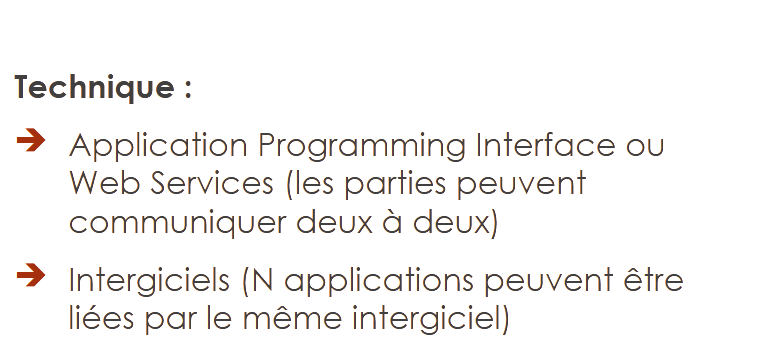 Technique :
➔ Application Programming Interface ou
Web Services (les parties peuvent
communiquer deux à deux)
➔ Intergiciels (N applications peuvent être
liées par le même intergiciel)